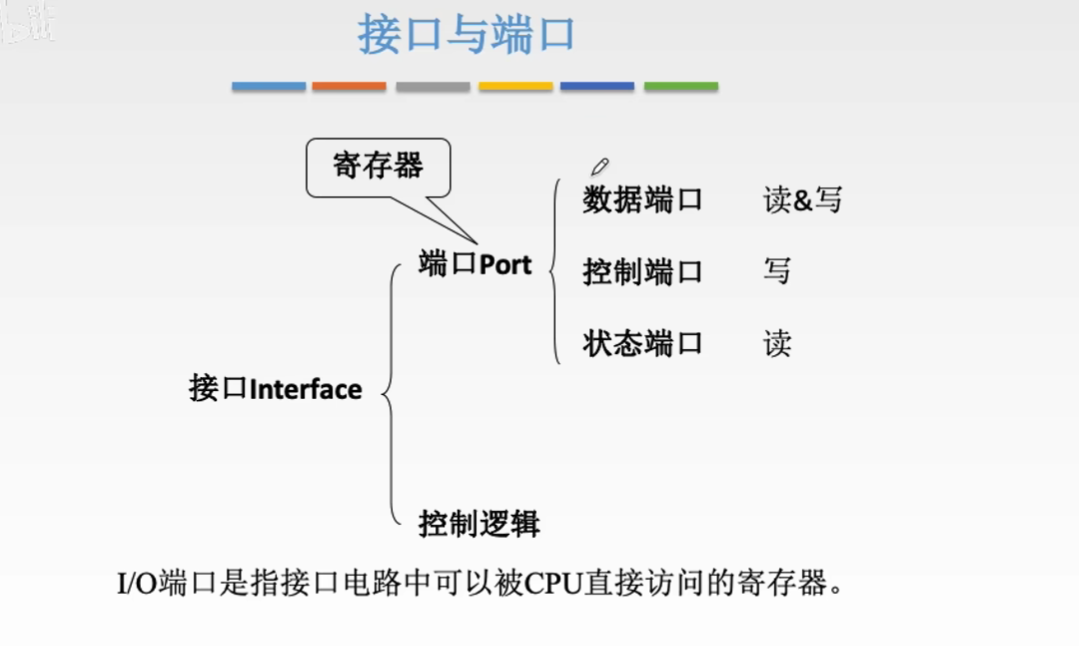 接口与端口
寄存器
数据端口 读&写
端口Port
控制端口 写
状态端口 读
接口Interface
控制逻辑
I/O端口是指接口电路中可以被CPU直接访问的寄存器。